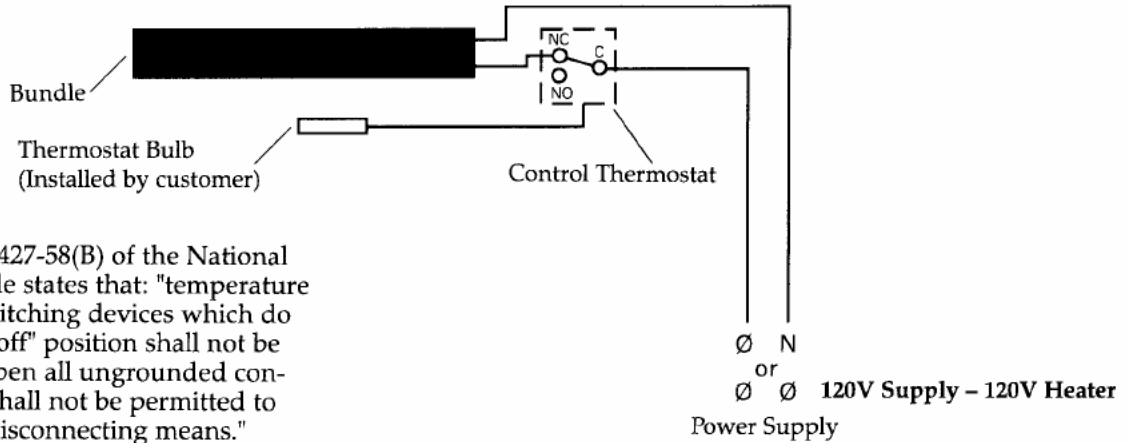 NC
C
NO
Bundle
Thermostat Bulb
(Installed by customer)
Control Thermostat
427-58(B) of the National
le states that: "temperature
itching devices which do
off" position shall not be
pen all ungrounded con-
hall not be permitted to
isconnecting means."
Ø N
or
Ø Ø 120V Supply – 120V Heater
Power Supply